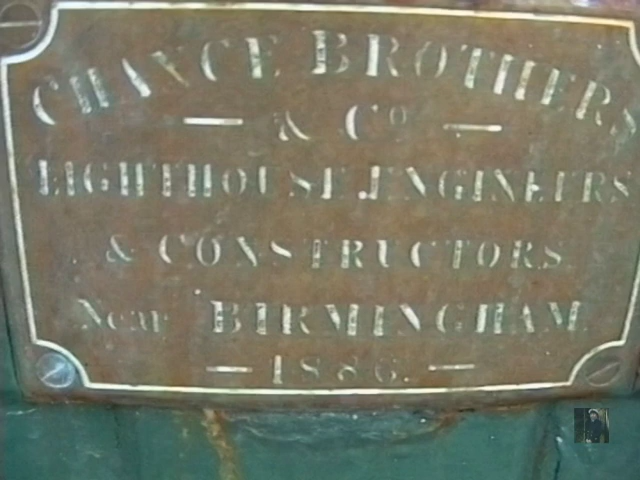 CHANCE BROTHERS
— & Co —
LIGHTHOUSE ENGINEERS
& CONSTRUCTORS
Near BIRMINGHAM
— 1886. —